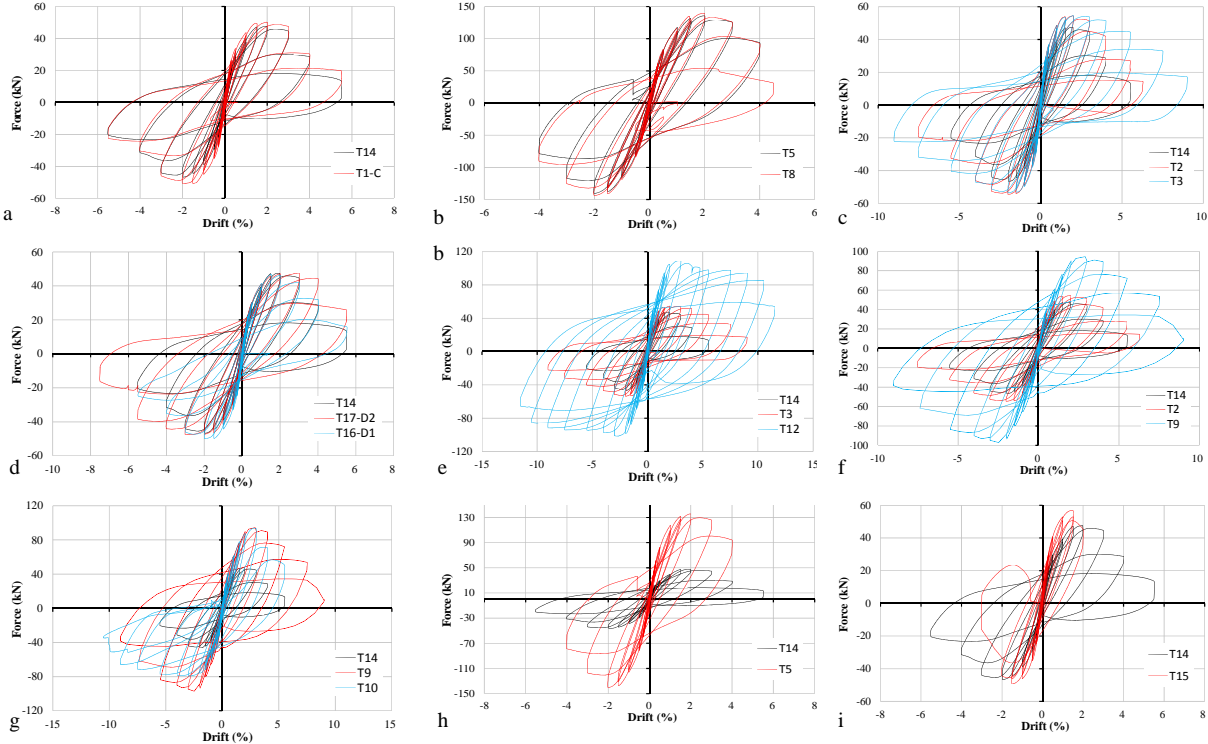 a
60
40
20
0
-20
-40
-60
-8 -6 -4 -2 0 2 4 6 8
Force (kN)
Drift (%)
T14
T1-C
b
150
100
50
0
-50
-100
-150
-6 -4 -2 0 2 4 6
Force (kN)
Drift (%)
T5
T8
c
60
40
20
0
-20
-40
-60
-10 -5 0 5 10
Force (kN)
Drift (%)
T14
T2
T3
d
60
40
20
0
-20
-40
-60
-10 -8 -6 -4 -2 0 2 4 6 8
Force (kN)
Drift (%)
T14
T17-D2
T16-D1
b
e
120
80
40
0
-40
-80
-120
-15 -10 -5 0 5 10 15
Force (kN)
Drift (%)
T14
T3
T12
f
100
80
60
40
20
0
-20
-40
-60
-80
-100
-10 -5 0 5 10
Force (kN)
Drift (%)
T14
T2
T9
g
120
80
40
0
-40
-80
-120
-10 -5 0 5 10 15
Force (kN)
Drift (%)
T14
T9
T10
h
130
90
50
10
-30
-70
-110
-150
-8 -6 -4 -2 0 2 4 6 8
Force (kN)
Drift (%)
T14
T5
i
60
40
20
0
-20
-40
-60
-8 -6 -4 -2 0 2 4 6 8
Force (kN)
Drift (%)
T14
T15